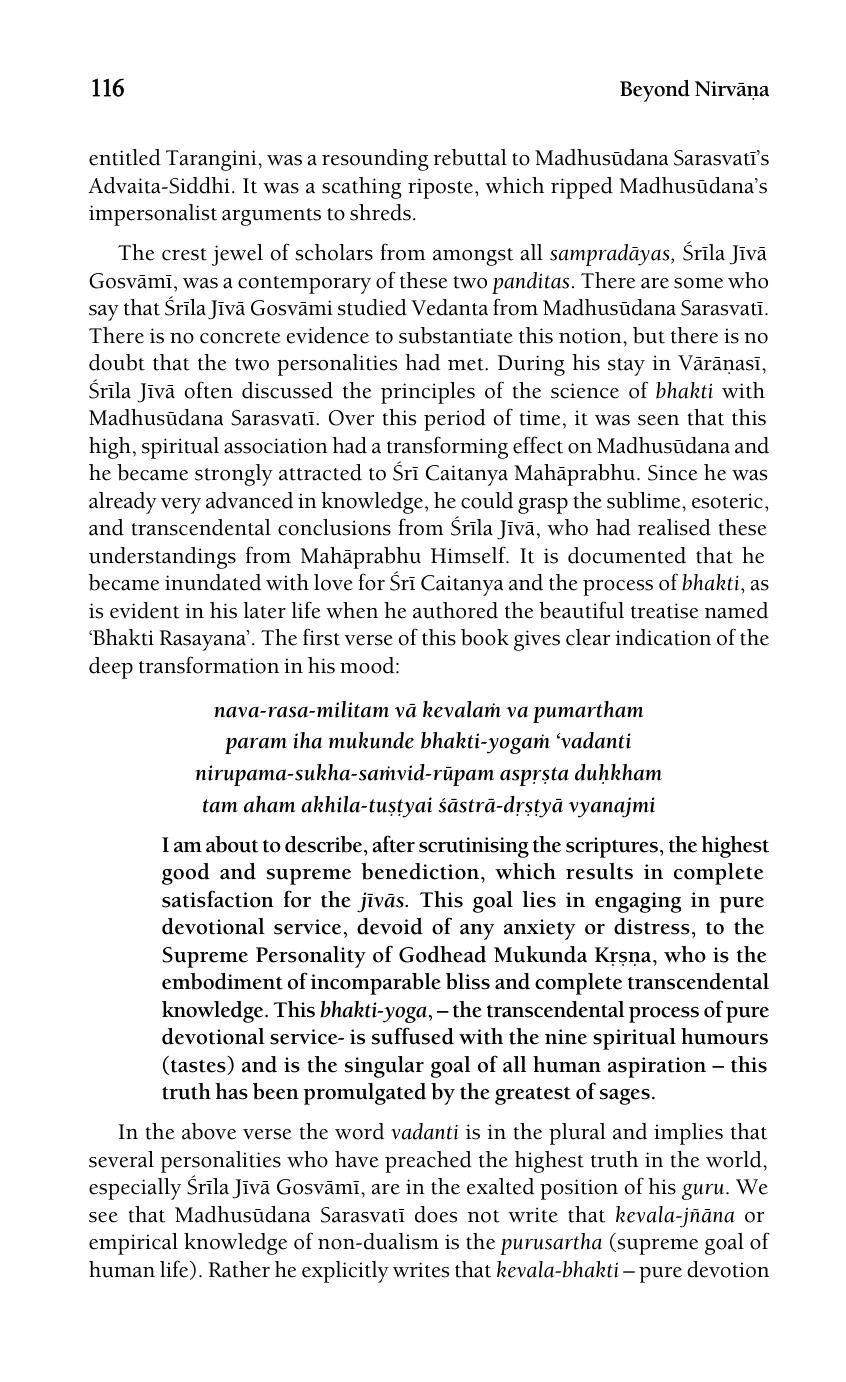 116 Beyond Nirvāṇa
entitled Tarangini, was a resounding rebuttal to Madhusūdana Sarasvatī’s
Advaita-Siddhi. It was a scathing riposte, which ripped Madhusūdana’s
impersonalist arguments to shreds.
The crest jewel of scholars from amongst all sampradāyas, Śrīla Jīvā
Gosvāmī, was a contemporary of these two panditas. There are some who
say that Śrīla Jīvā Gosvāmi studied Vedanta from Madhusūdana Sarasvatī.
There is no concrete evidence to substantiate this notion, but there is no
doubt that the two personalities had met. During his stay in Vārāṇasī,
Śrīla Jīvā often discussed the principles of the science of bhakti with
Madhusūdana Sarasvatī. Over this period of time, it was seen that this
high, spiritual association had a transforming effect on Madhusūdana and
he became strongly attracted to Śrī Caitanya Mahāprabhu. Since he was
already very advanced in knowledge, he could grasp the sublime, esoteric,
and transcendental conclusions from Śrīla Jīvā, who had realised these
understandings from Mahāprabhu Himself. It is documented that he
became inundated with love for Śrī Caitanya and the process of bhakti, as
is evident in his later life when he authored the beautiful treatise named
‘Bhakti Rasayana’. The first verse of this book gives clear indication of the
deep transformation in his mood:
nava-rasa-militam vā kevalaṁ va pumartham
param iha mukunde bhakti-yogaṁ ‘vadanti
nirupama-sukha-saṁvid-rūpam aspṛṣta duḥkham
tam aham akhila-tuṣṭyai śāstrā-dṛṣṭyā vyanajmi
I am about to describe, after scrutinising the scriptures, the highest
good and supreme benediction, which results in complete
satisfaction for the jīvās. This goal lies in engaging in pure
devotional service, devoid of any anxiety or distress, to the
Supreme Personality of Godhead Mukunda Kṛṣṇa, who is the
embodiment of incomparable bliss and complete transcendental
knowledge. This bhakti-yoga, – the transcendental process of pure
devotional service- is suffused with the nine spiritual humours
(tastes) and is the singular goal of all human aspiration – this
truth has been promulgated by the greatest of sages.
In the above verse the word vadanti is in the plural and implies that
several personalities who have preached the highest truth in the world,
especially Śrīla Jīvā Gosvāmī, are in the exalted position of his guru. We
see that Madhusūdana Sarasvatī does not write that kevala-jñāna or
empirical knowledge of non-dualism is the purusartha (supreme goal of
human life). Rather he explicitly writes that kevala-bhakti – pure devotion